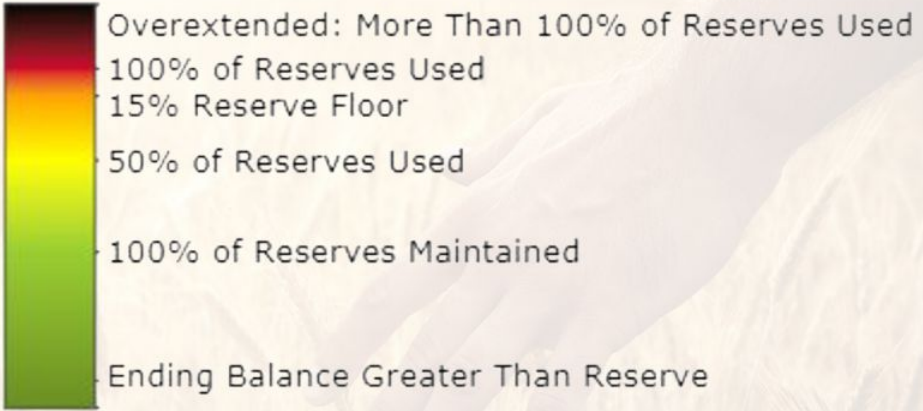 Overextended: More Than 100% of Reserves Used
100% of Reserves Used
15% Reserve Floor
50% of Reserves Used
100% of Reserves Maintained
Ending Balance Greater Than Reserve